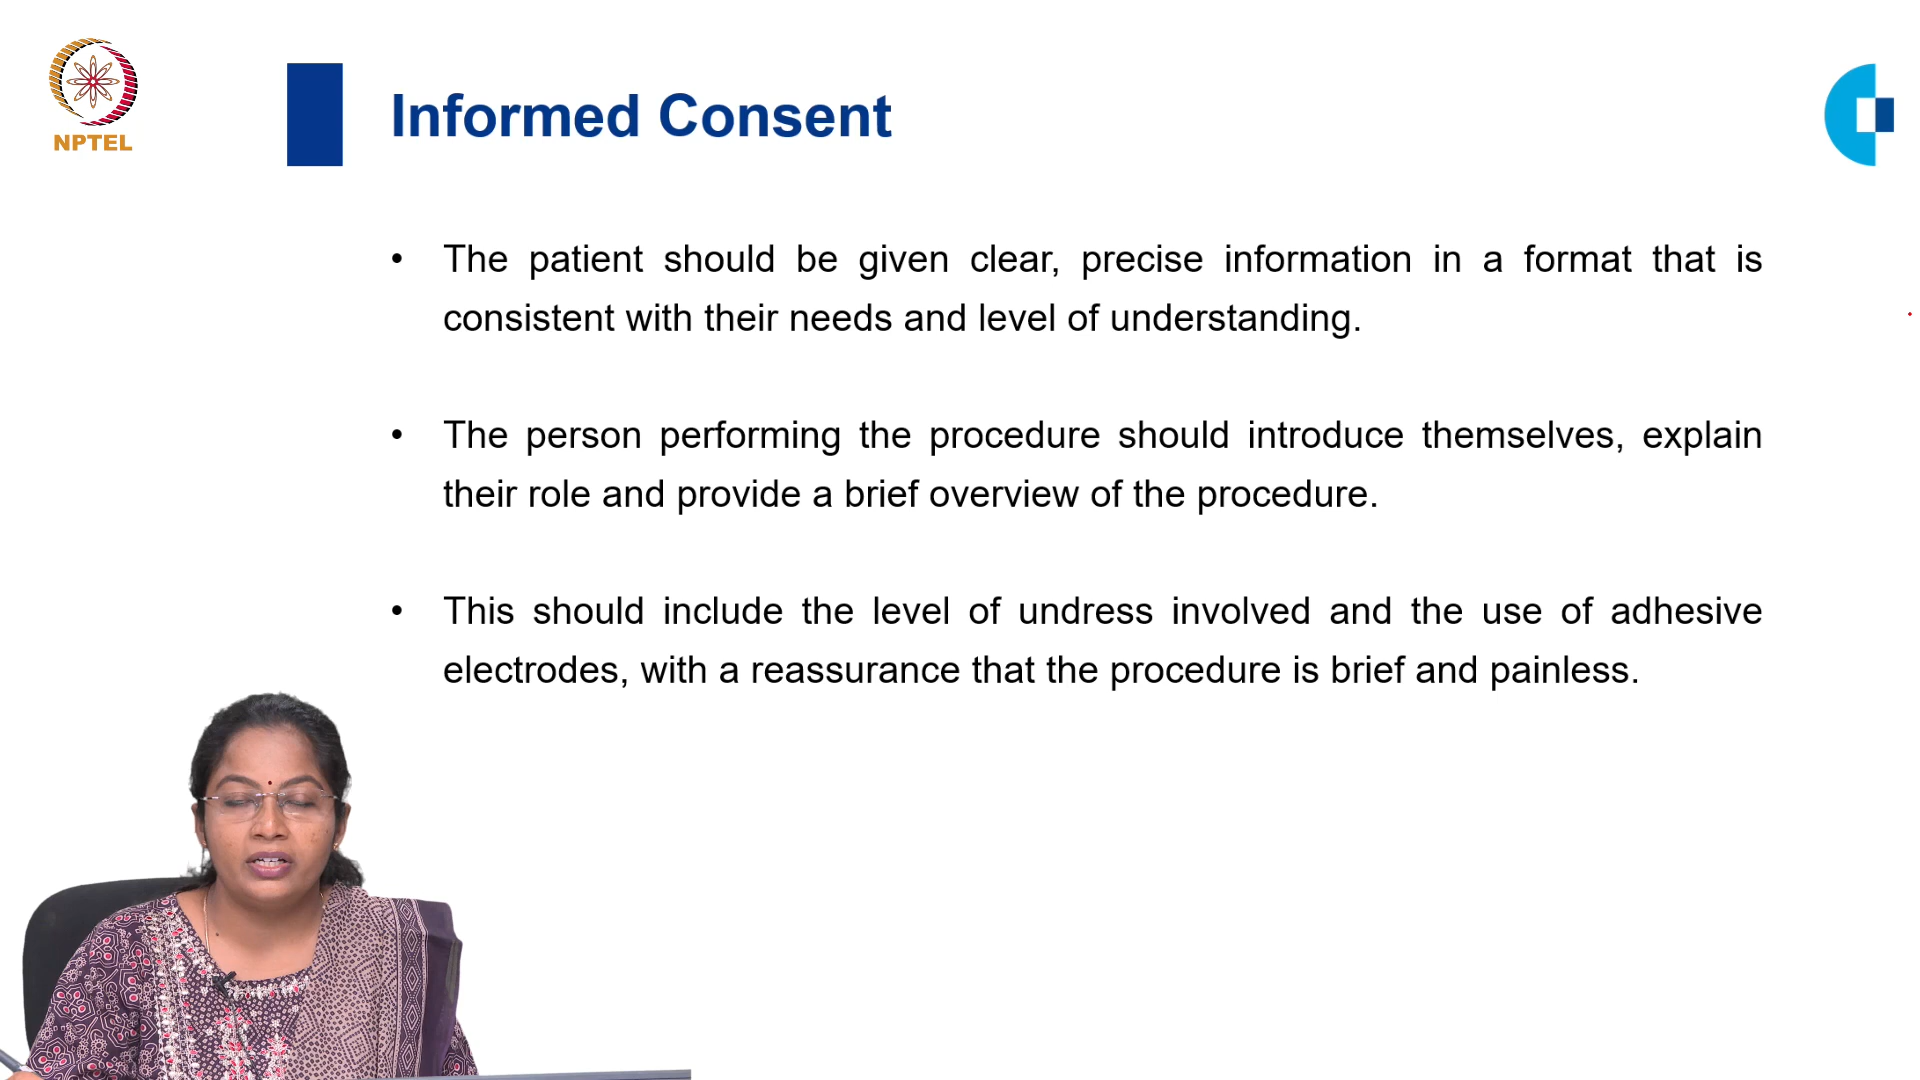 NPTEL
Informed Consent
• The patient should be given clear, precise information in a format that is
consistent with their needs and level of understanding.
• The person performing the procedure should introduce themselves, explain
their role and provide a brief overview of the procedure.
• This should include the level of undress involved and the use of adhesive
electrodes, with a reassurance that the procedure is brief and painless.